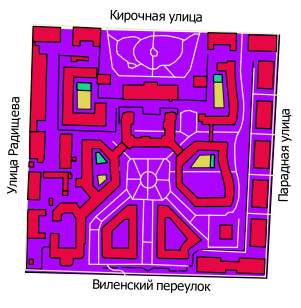 Кирочная улица
Улица Радищева
Парадная улица
Виленский переулок